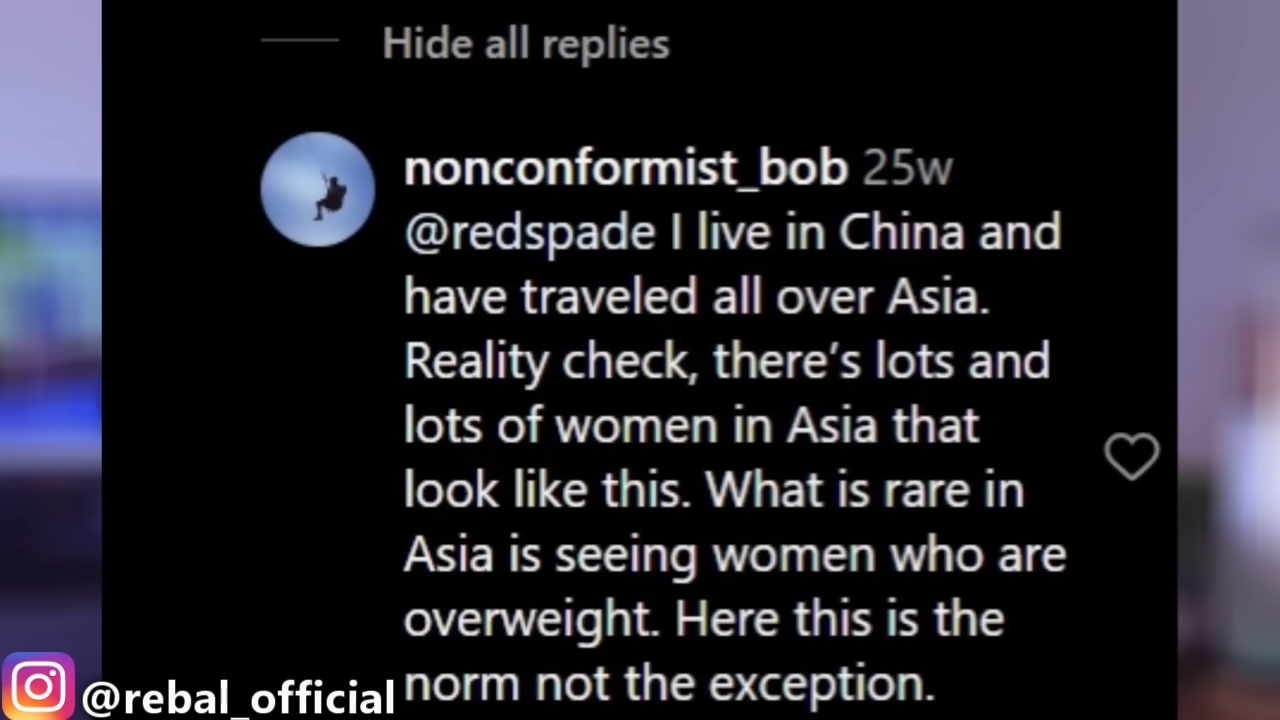 Hide all replies
nonconformist_bob 25w
@redspade I live in China and
have traveled all over Asia.
Reality check, there’s lots and
lots of women in Asia that
look like this. What is rare in
Asia is seeing women who are
overweight. Here this is the
norm not the exception.
@rebal_official